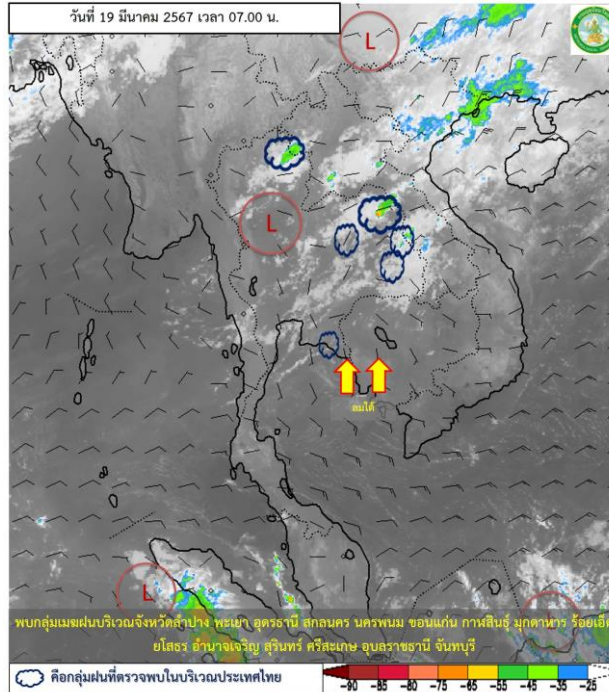 วันที่ 19 มีนาคม 2567 เวลา 07.00 น.
L
L
ลมใต้
L
L
พบกลุ่มเมฆฝนบริเวณจังหวัดลำปาง พะเยา อุดรธานี สกลนคร นครพนม ขอนแก่น กาฬสินธุ์ มุกดาหาร ร้อยเอ็ด
ยโสธร อำนาจเจริญ สุรินทร์ ศรีสะเกษ อุบลราชธานี จันทบุรี
คือกลุ่มฝนที่ตรวจพบในบริเวณประเทศไทย
-90 -80 -75 -65 -55 -45 -35 -25